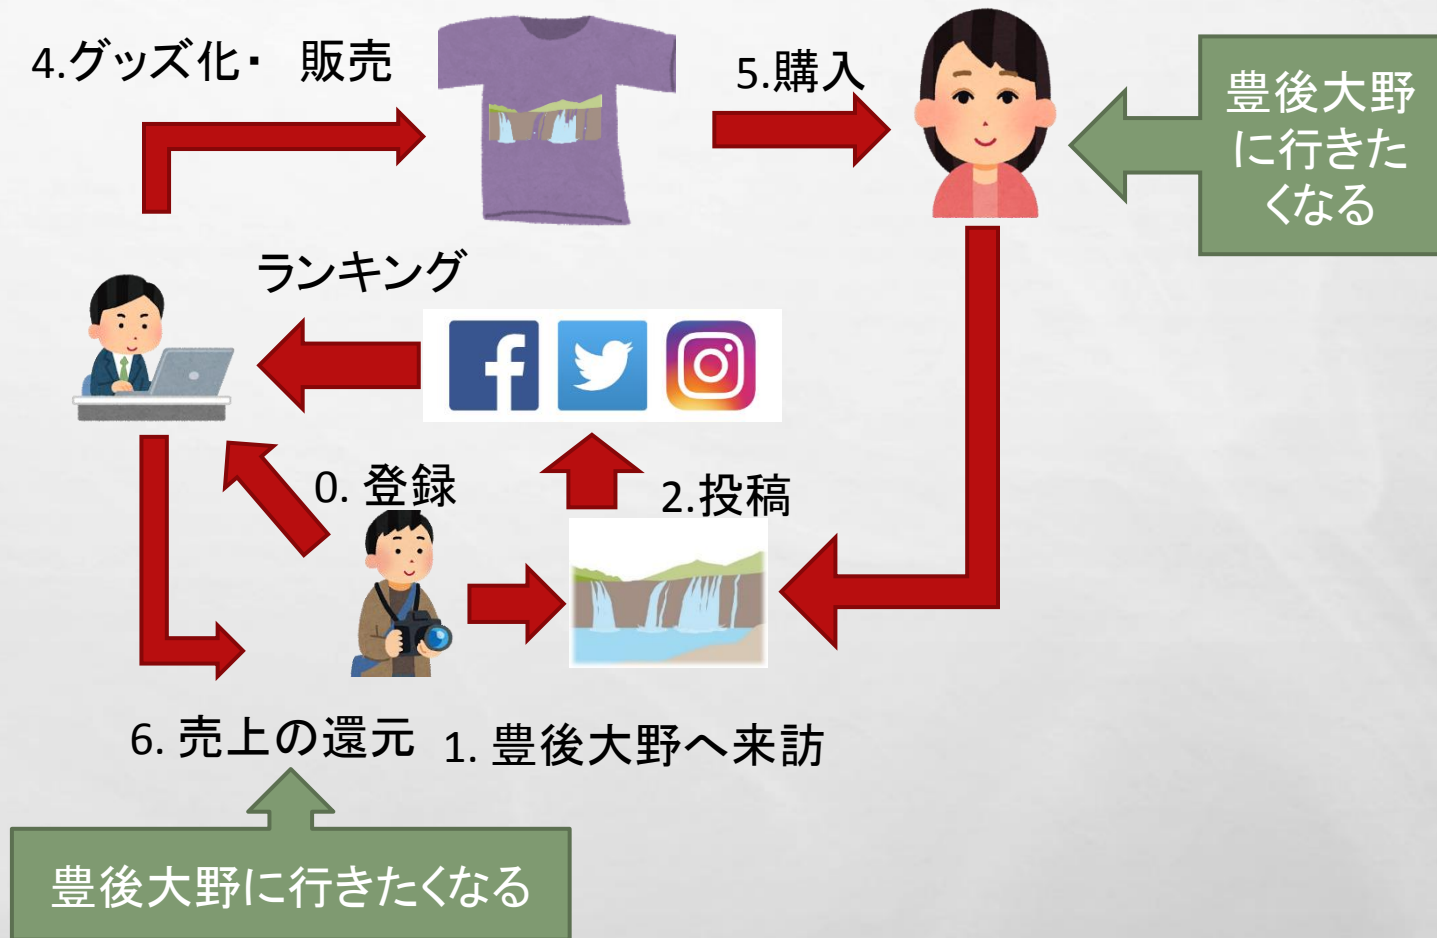 4.グッズ化・ 販売
5.購入
豊後大野
に行きた
くなる
ランキング
0. 登録
2.投稿
6. 売上の還元
1. 豊後大野へ来訪
豊後大野に行きたくなる